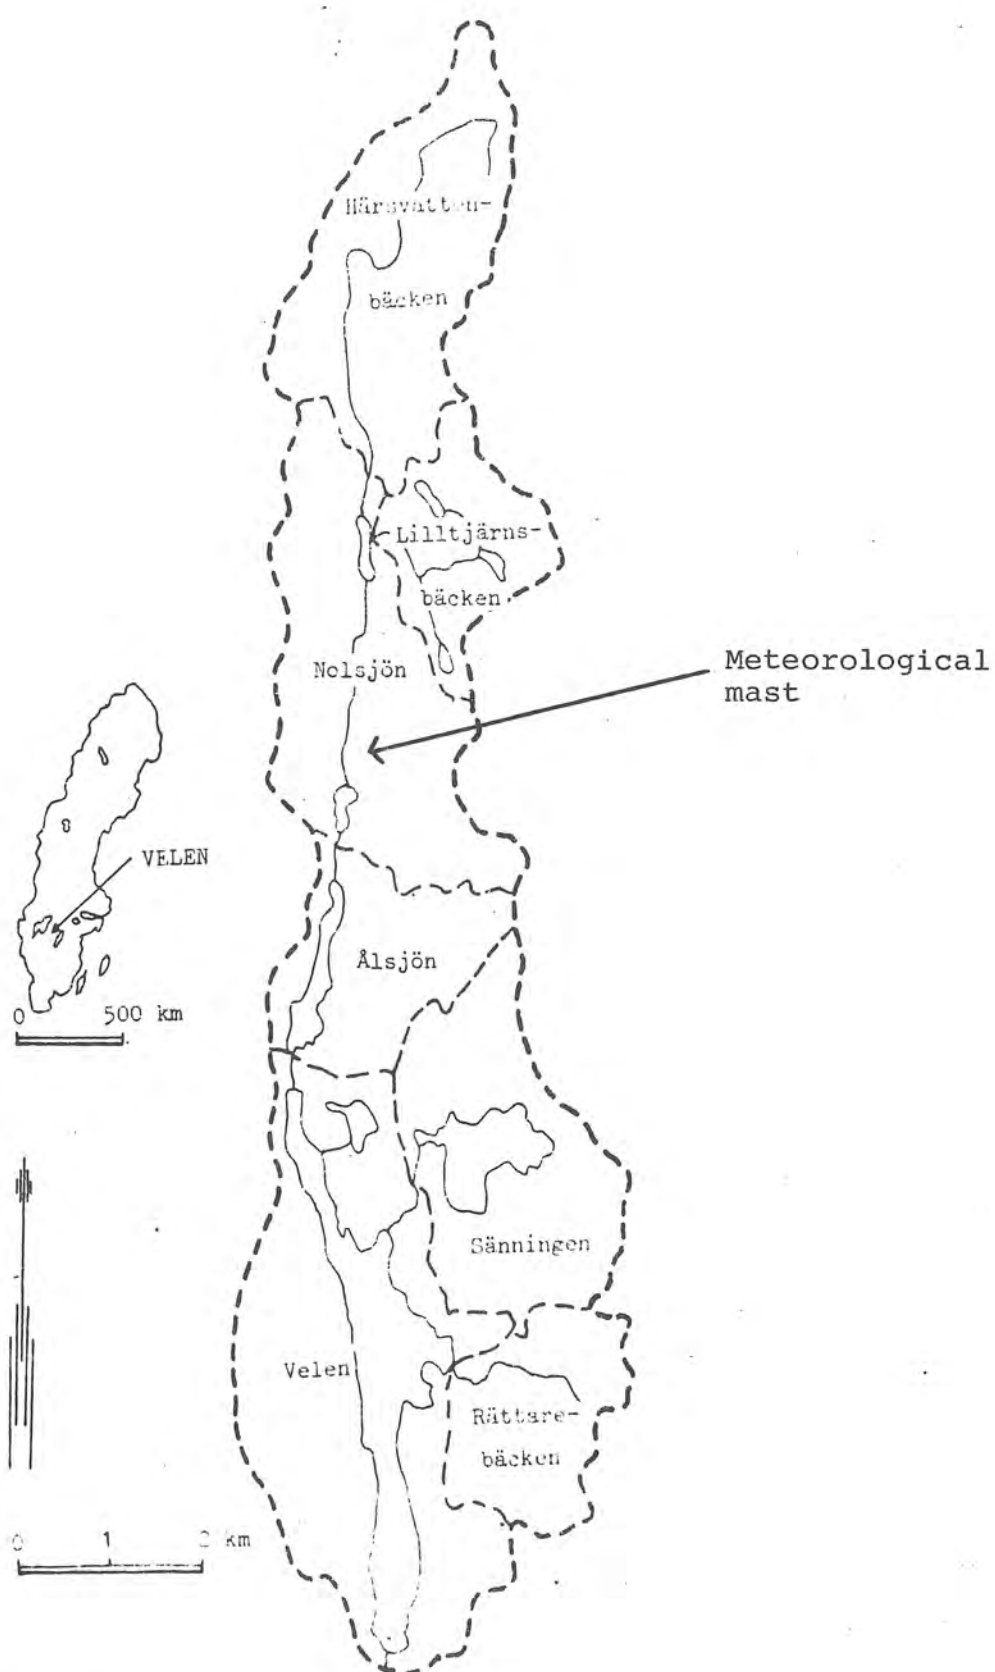 Härsvatten-
bäcken
Lilltjärns-
bäcken
Nolsjön
Meteorological
mast
VELEN
Ålsjön
0 500 km
Sänningen
Velen
Rättare-
bäcken
0 1 2 km